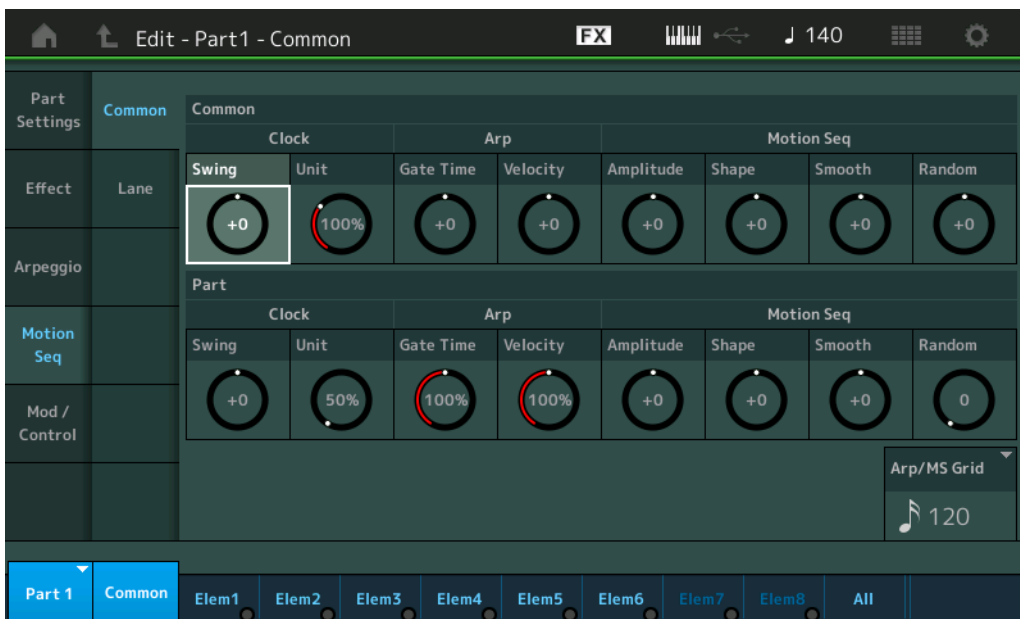 Edit - Part1 - Common
FX
140
Part
Settings
Effect
Arpeggio
Motion
Seq
Mod /
Control
Common
Lane
Common
Clock Arp Motion Seq
Swing Unit Gate Time Velocity Amplitude Shape Smooth Random
+0 100% +0 +0 +0 +0 +0 +0
Part
Clock Arp Motion Seq
Swing Unit Gate Time Velocity Amplitude Shape Smooth Random
+0 50% 100% 100% +0 +0 +0 0
Arp/MS Grid
120
Part 1 Common Elem1 Elem2 Elem3 Elem4 Elem5 Elem6 Elem7 Elem8 All